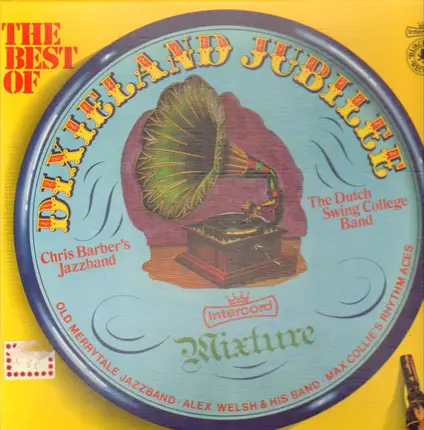 THE
BEST
OF
DIXIELAND JUBILEE
Chris Barber's
Jazzband
The Dutch
Swing College
Band
Intercord
Mixture
OLD MERRYTALE JAZZBAND · ALEX WELSH & HIS BAND · MAX COLLIE'S RHYTHM ACES
Intercord